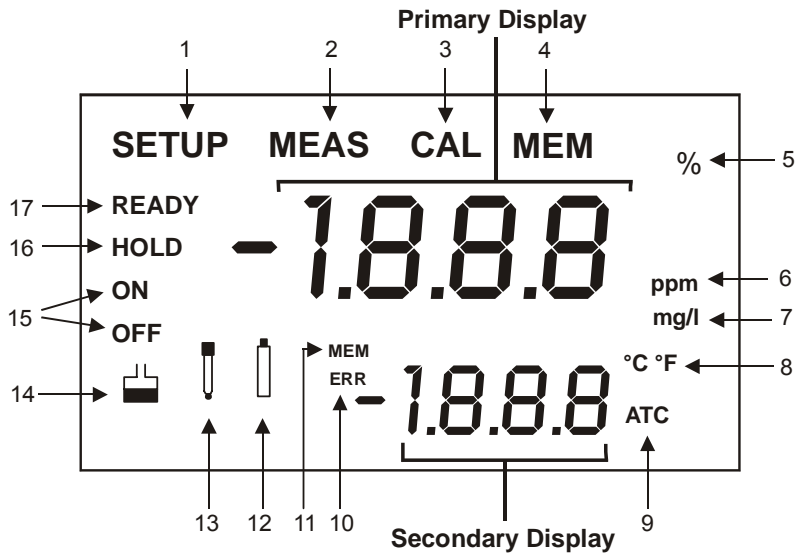 Primary Display
1 2 3 4
SETUP MEAS CAL MEM
% 5
17 READY
-1.8.8.8
16 HOLD
ON
15
OFF
ppm 6
mg/l 7
MEM
°C °F 8
ERR
-1.8.8.8
ATC
14
13 12 11 10 9
Secondary Display